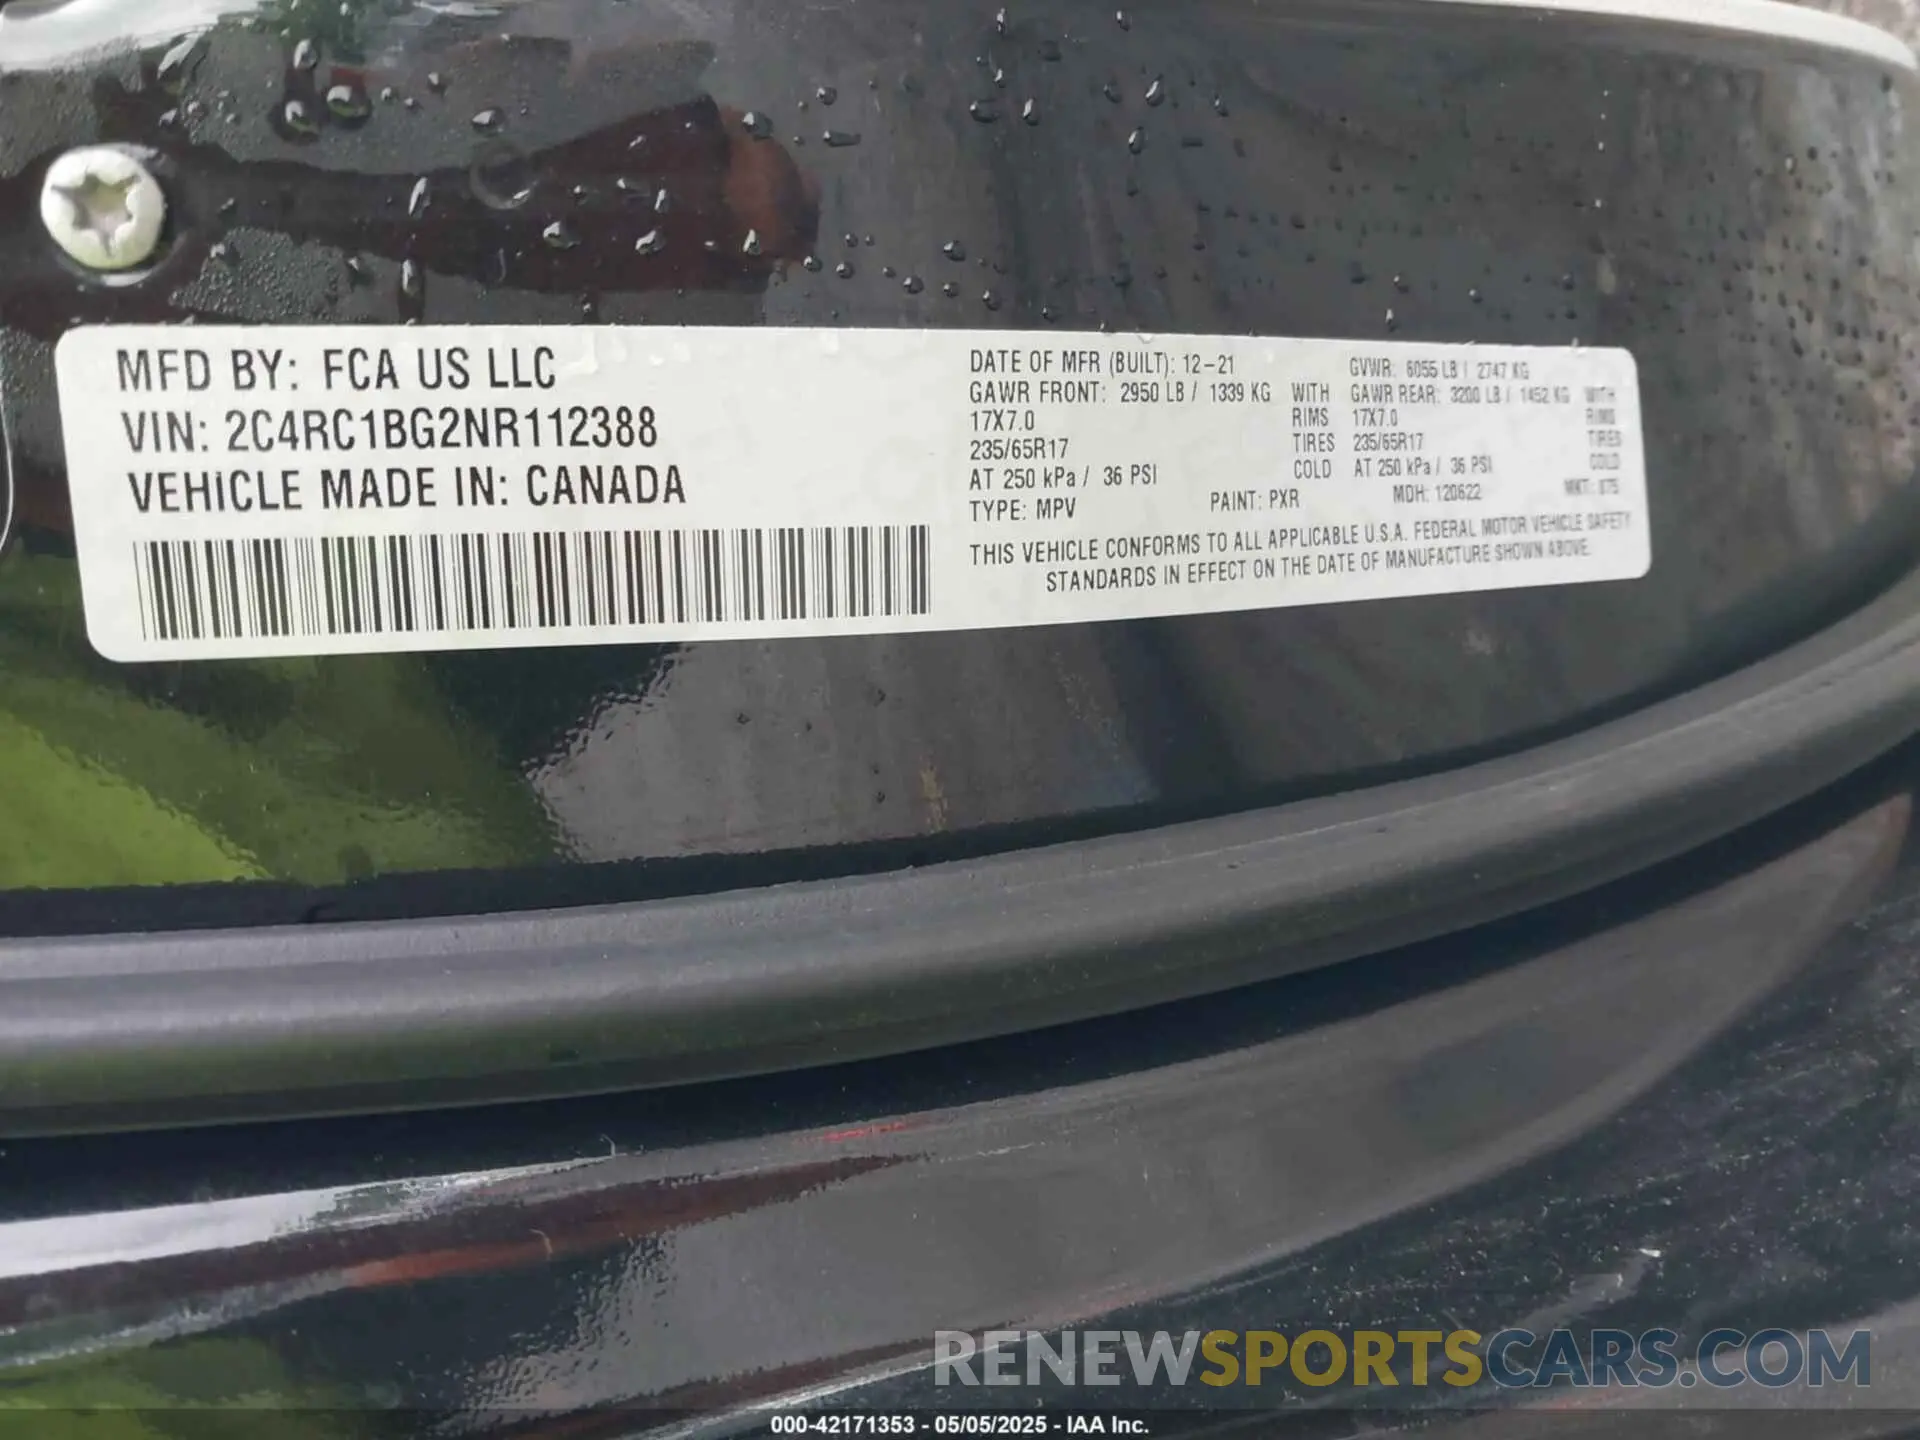 MFD BY: FCA US LLC
VIN: 2C4RC1BG2NR112388
VEHICLE MADE IN: CANADA
DATE OF MFR (BUILT): 12-21 GVWR: 6055 LB / 2747 KG
GAWR FRONT: 2950 LB / 1339 KG WITH GAWR REAR: 3200 LB / 1452 KG WITH
17X7.0 RIMS 17X7.0 RIMS
235/65R17 TIRES 235/65R17 TIRES
AT 250 kPa / 36 PSI COLD AT 250 kPa / 36 PSI COLD
TYPE: MPV PAINT: PXR MDH: 120622 MKT:
THIS VEHICLE CONFORMS TO ALL APPLICABLE U.S.A. FEDERAL MOTOR VEHICLE SAFETY
STANDARDS IN EFFECT ON THE DATE OF MANUFACTURE SHOWN ABOVE.
RENEWSPORTSCARS.COM
000-42171353 - 05/05/2025 - IAA Inc.